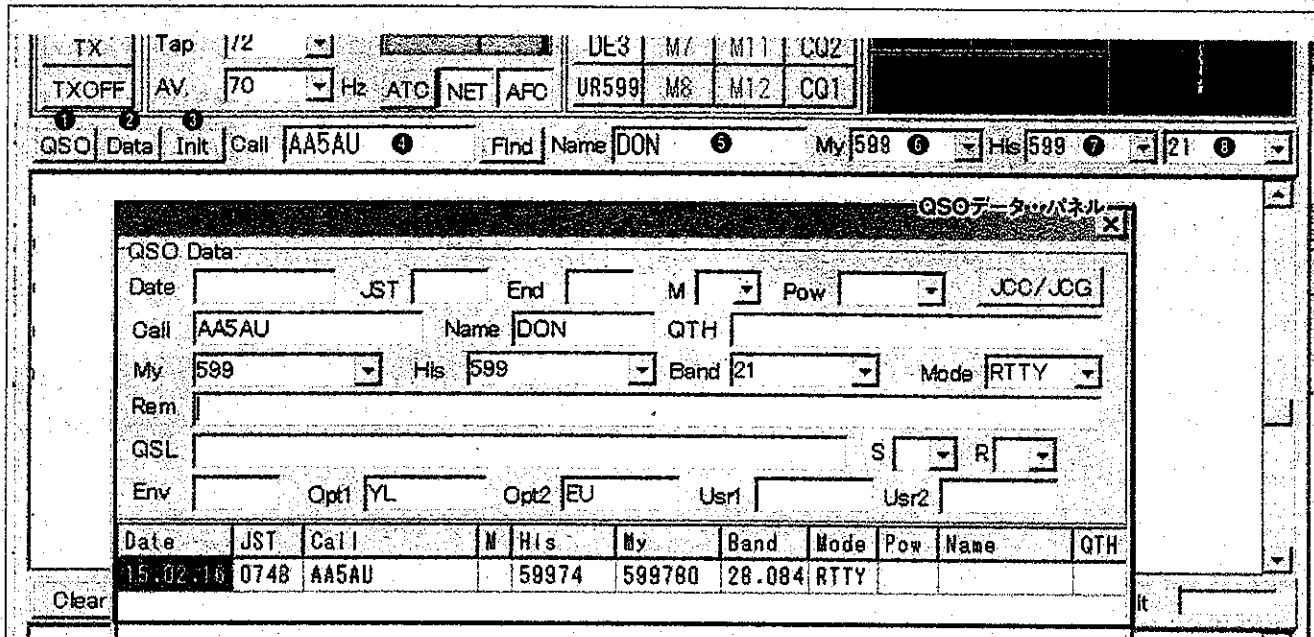 TX Tap 72 DE3 M7 M11 CQ2
TXOFF AV. 70 Hz ATC NET AFC UR599 M8 M12 CQ1
❶ ❷ ❸
QSO Data Init Call AA5AU ❹ Find Name DON ❺ My 599 ❻ His 599 ❼ 21 ❽
QSOデータ・パネル
QSO Data
Date JST End M Pow JCC/JCG
Call AA5AU Name DON QTH
My 599 His 599 Band 21 Mode RTTY
Rem
QSL S R
Env Opt1 YL Opt2 EU Usr1 Usr2
Date JST Call M His My Band Mode Pow Name QTH
15.02.16 0748 AA5AU 59974 599780 28.084 RTTY
Clear it